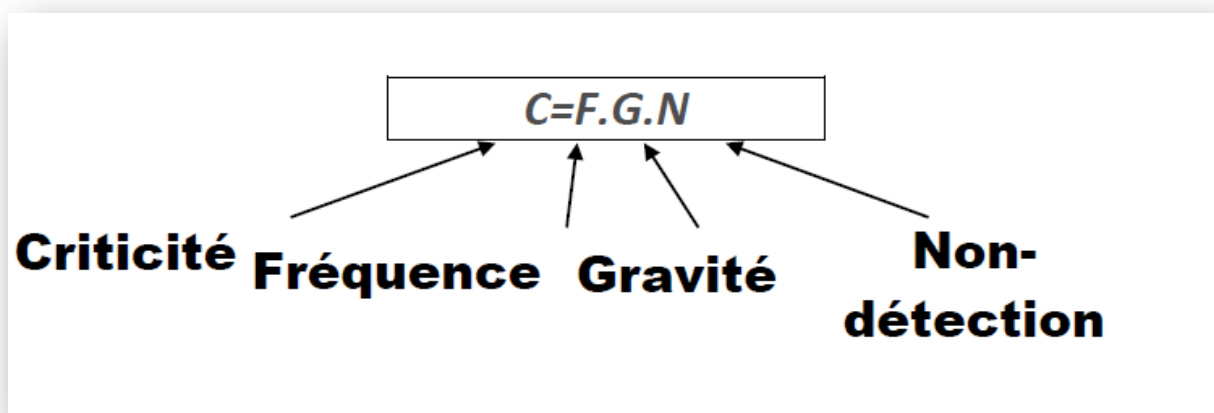 C=F.G.N
Criticité
Fréquence
Gravité
Non-
détection